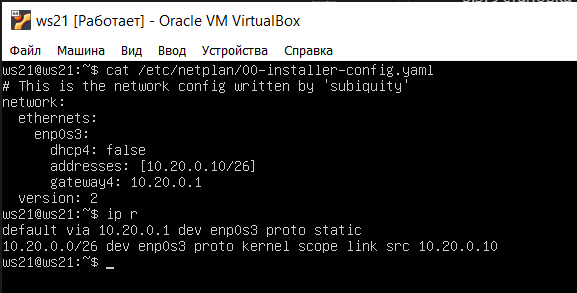 ws21 [Работает] - Oracle VM VirtualBox
Файл Машина Вид Ввод Устройства Справка
ws21@ws21:~$ cat /etc/netplan/00-installer-config.yaml
# This is the network config written by 'subiquity'
network:
  ethernets:
    enp0s3:
      dhcp4: false
      addresses: [10.20.0.10/26]
      gateway4: 10.20.0.1
  version: 2
ws21@ws21:~$ ip r
default via 10.20.0.1 dev enp0s3 proto static
10.20.0.0/26 dev enp0s3 proto kernel scope link src 10.20.0.10
ws21@ws21:~$ _